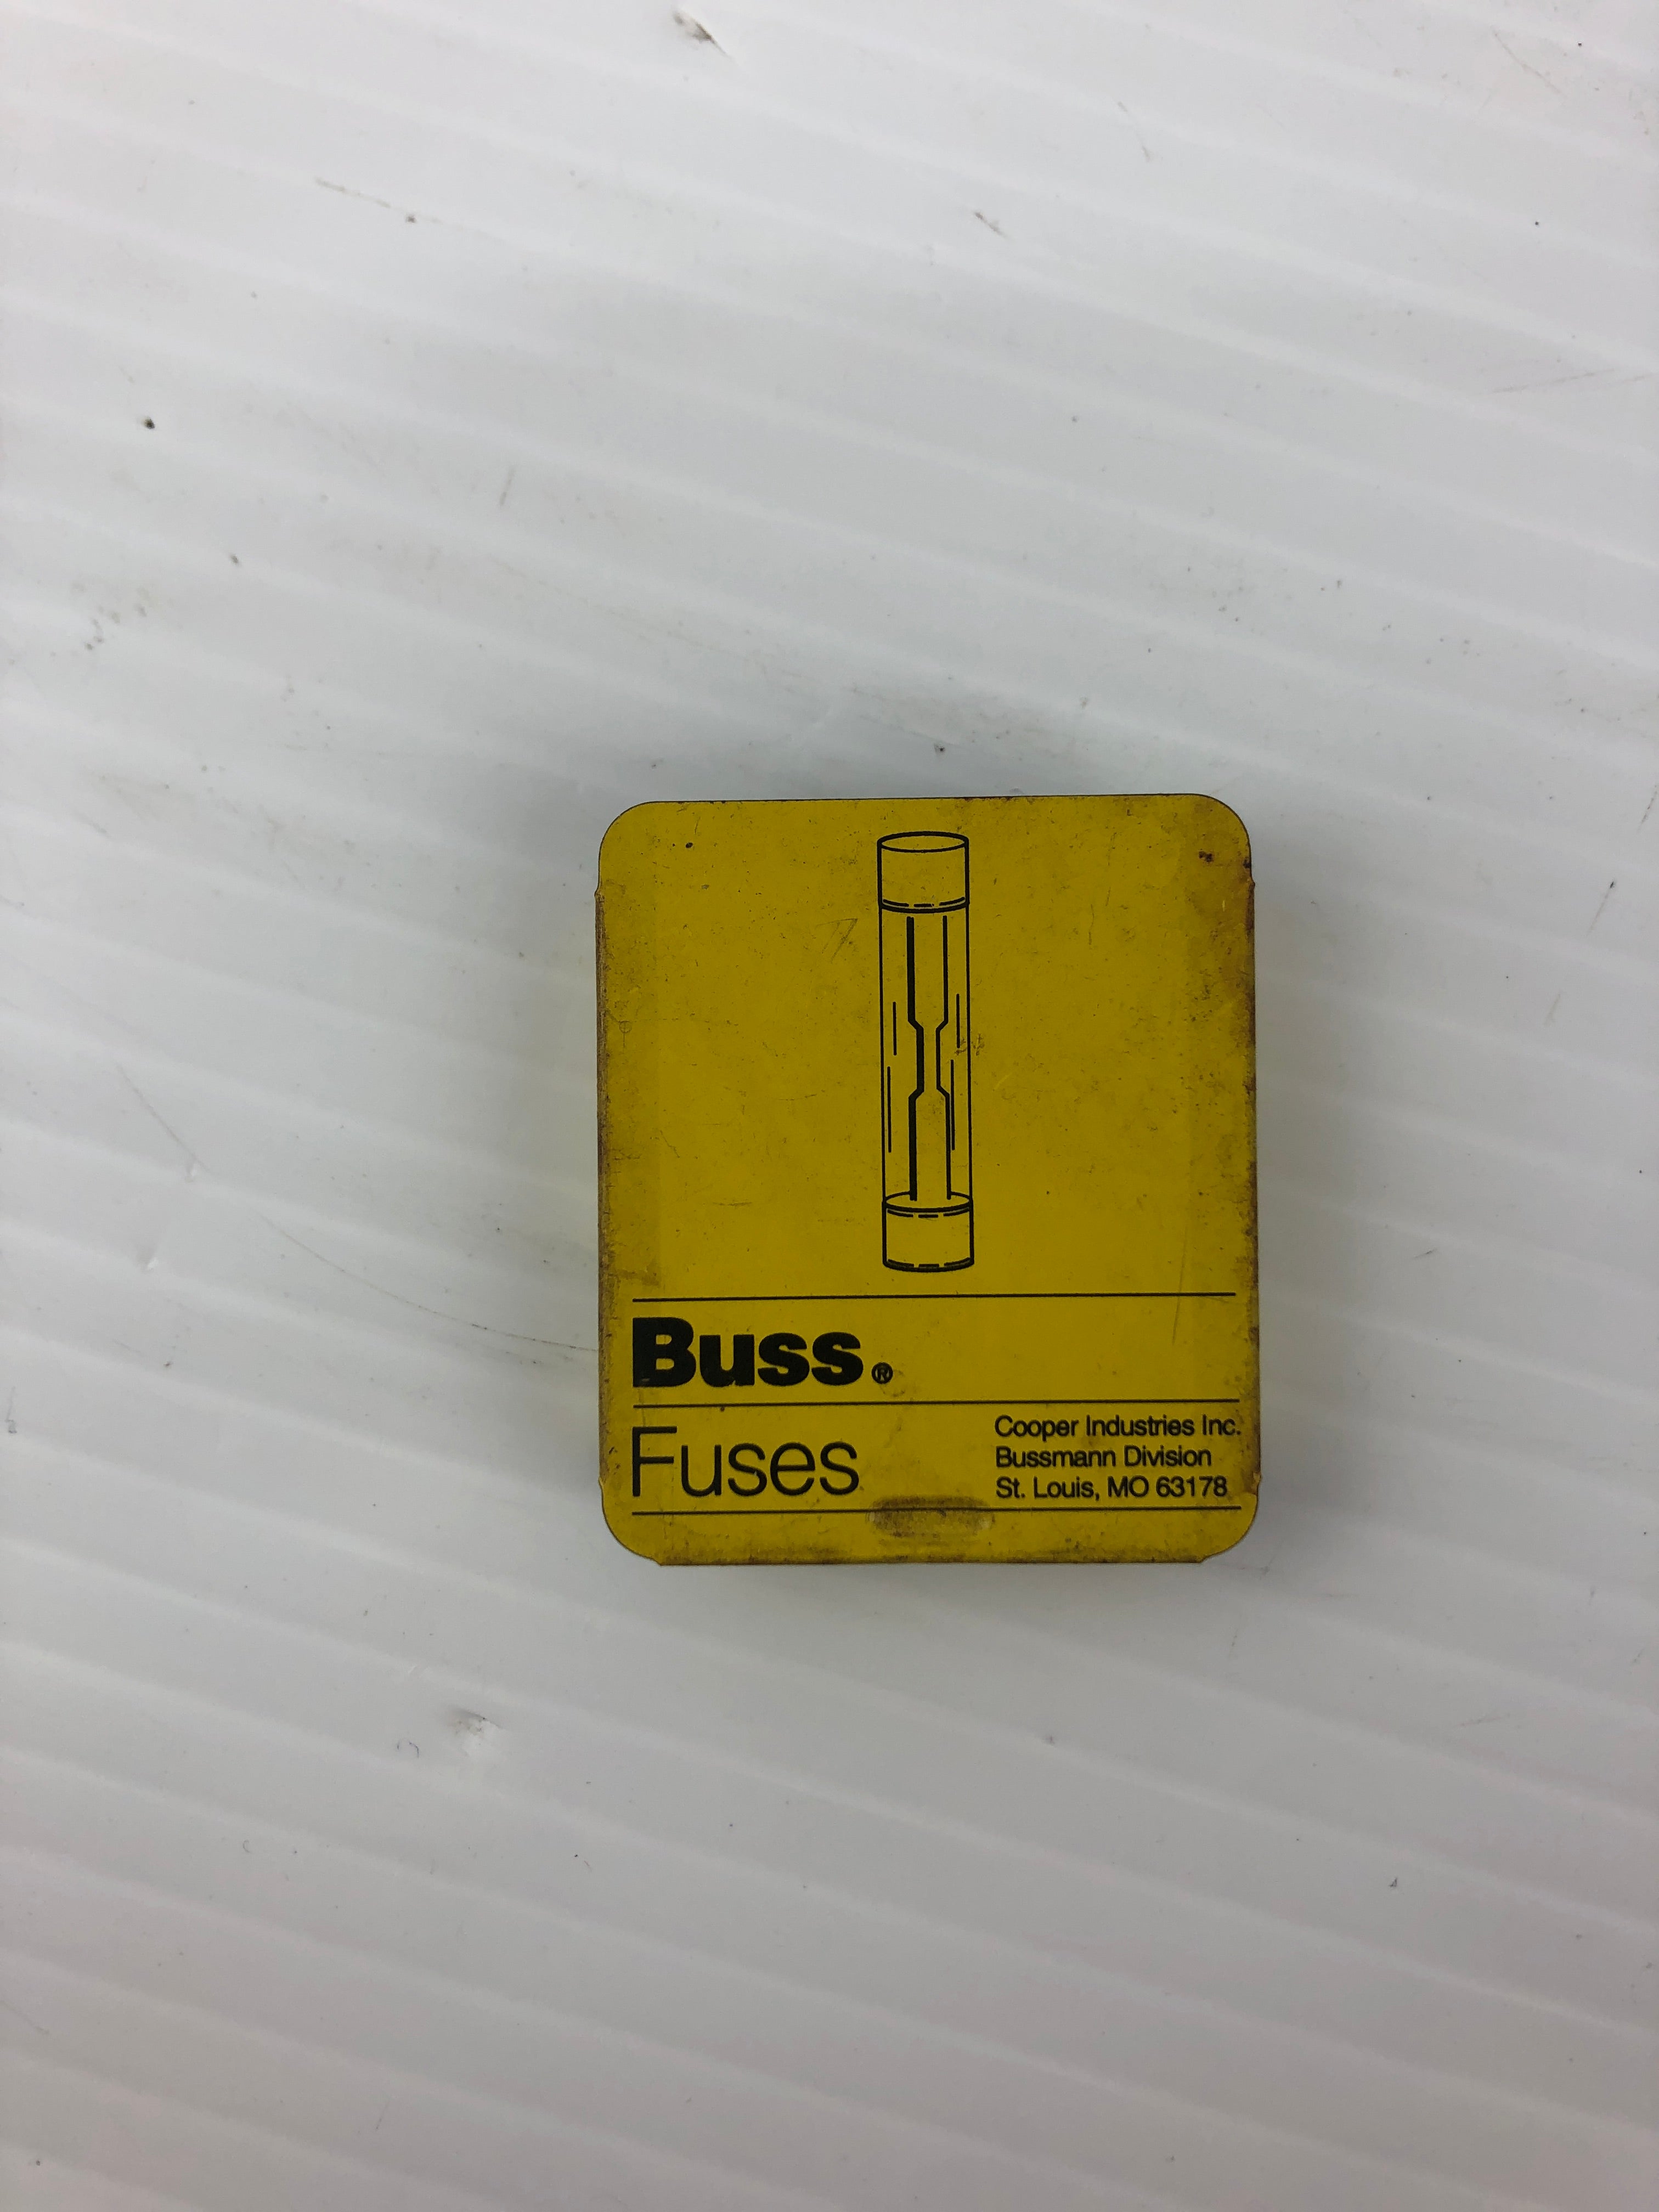 Buss®
Fuses
Cooper Industries Inc.
Bussmann Division
St. Louis, MO 63178